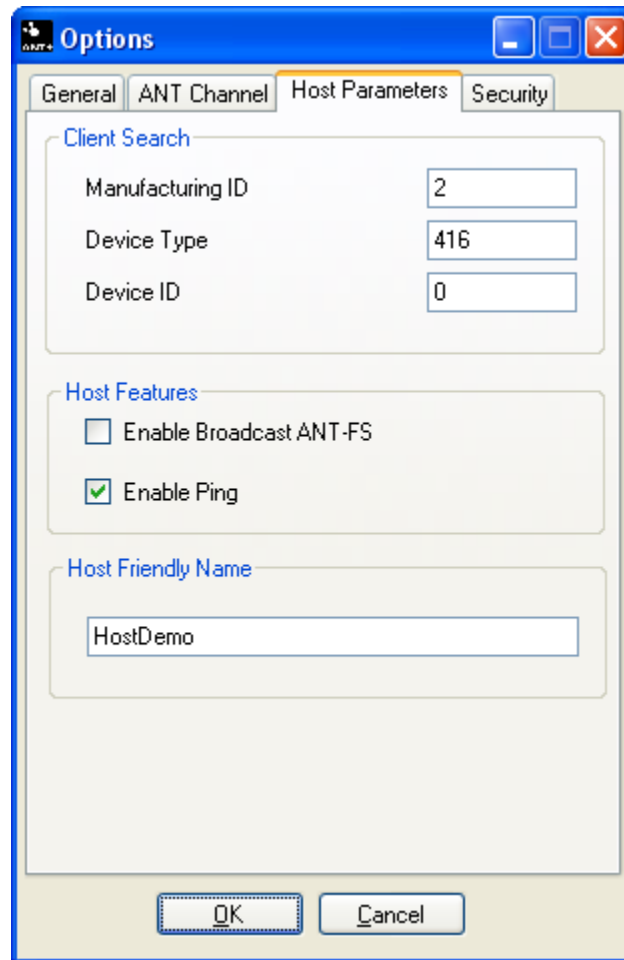 ANT+ Options
General ANT Channel Host Parameters Security
Client Search
Manufacturing ID 2
Device Type 416
Device ID 0
Host Features
Enable Broadcast ANT-FS
Enable Ping
Host Friendly Name
HostDemo
OK Cancel